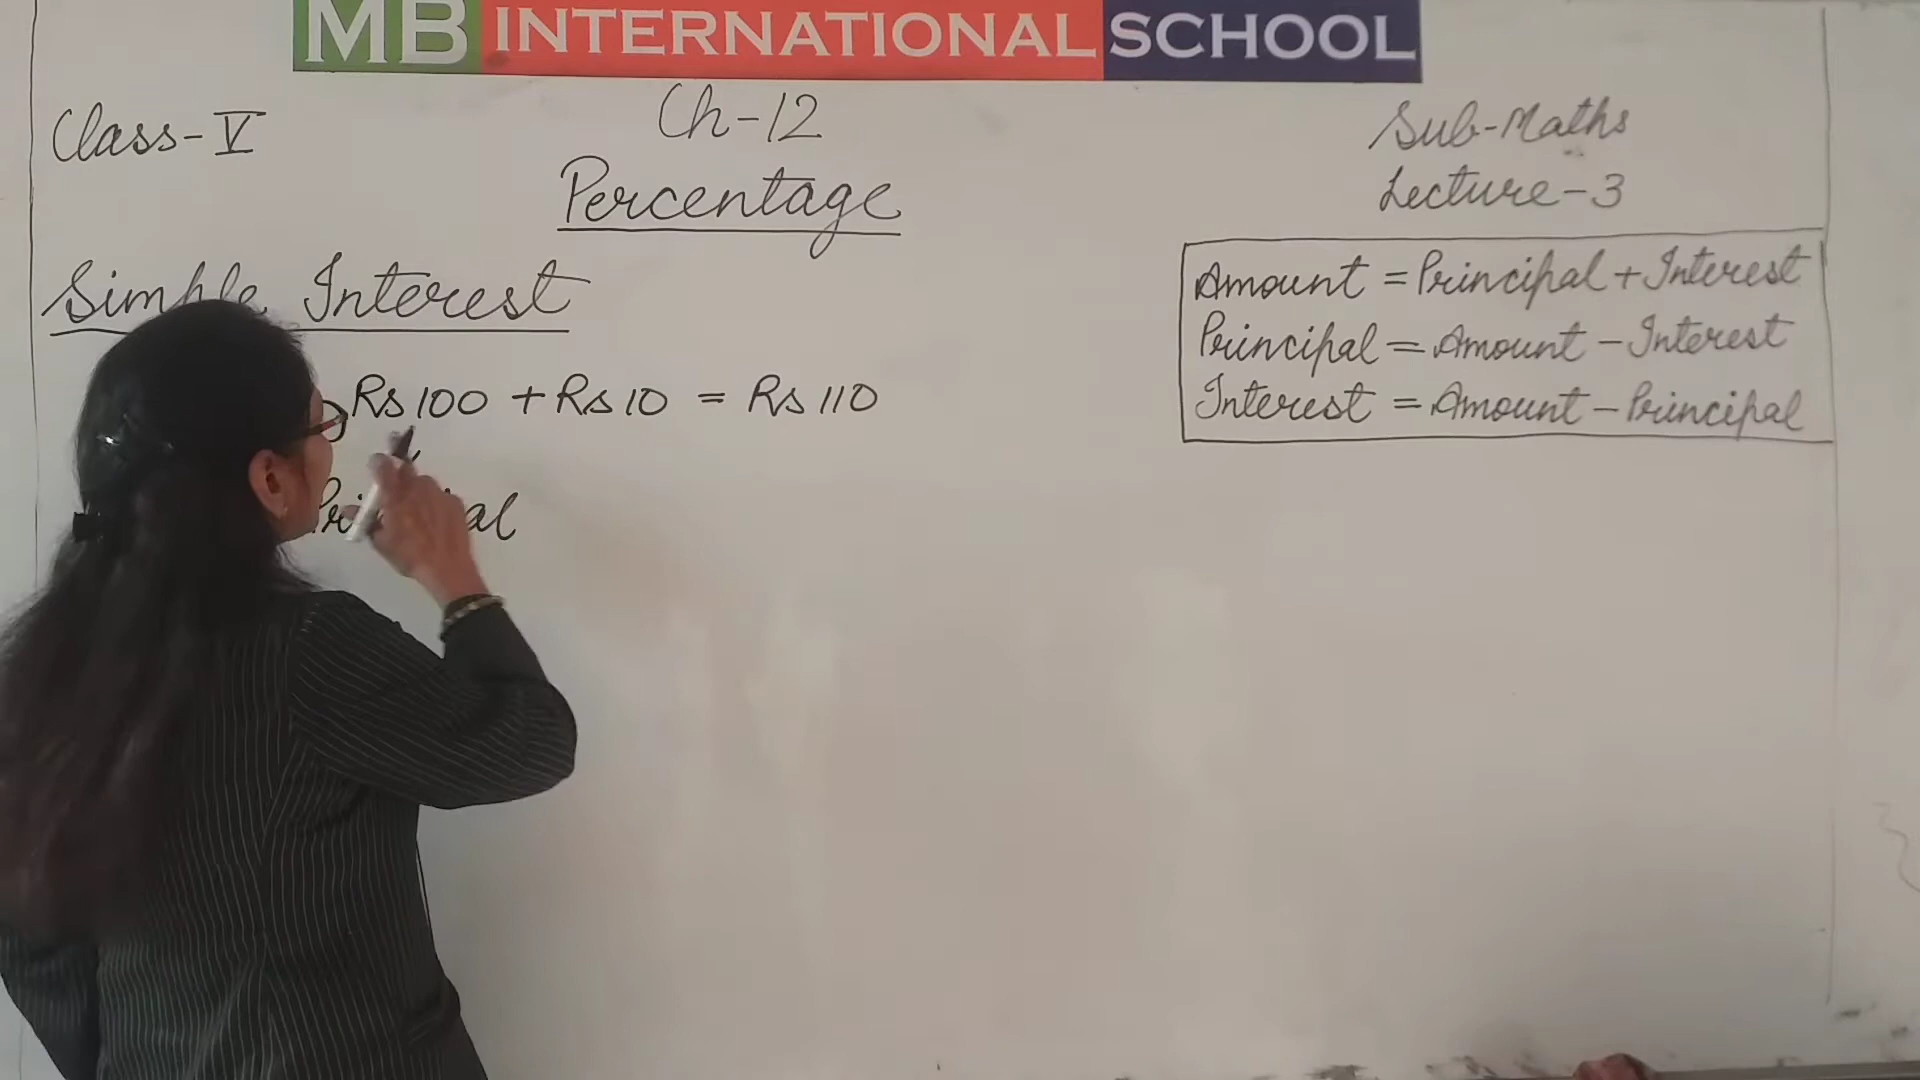 MB INTERNATIONAL SCHOOL
Class-V
Ch-12
Percentage
Sub-Maths
Lecture-3
Simple Interest
Amount = Principal + Interest
Principal = Amount - Interest
Interest = Amount - Principal
Rs 100 + Rs 10 = Rs 110
Principal